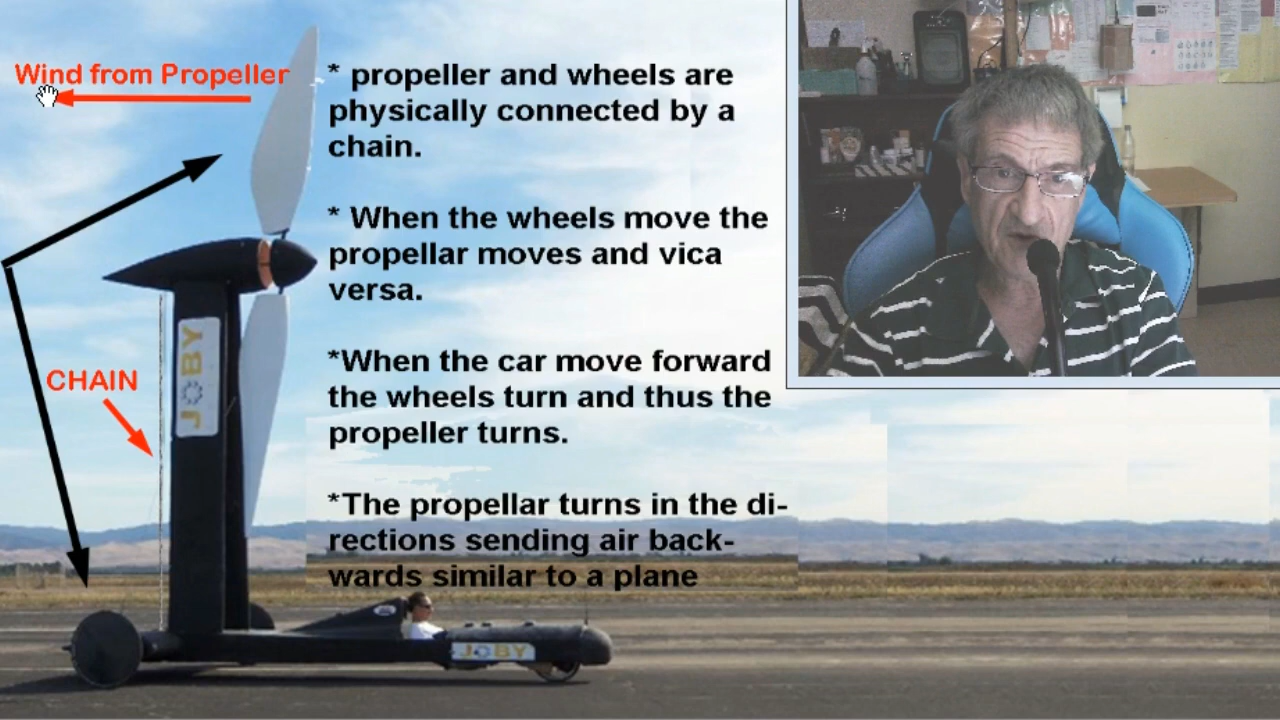 Wind from Propeller
* propeller and wheels are
physically connected by a
chain.
* When the wheels move the
propellar moves and vica
versa.
*When the car move forward
the wheels turn and thus the
propeller turns.
*The propellar turns in the di-
rections sending air back-
wards similar to a plane
CHAIN
JOBY
JOBY